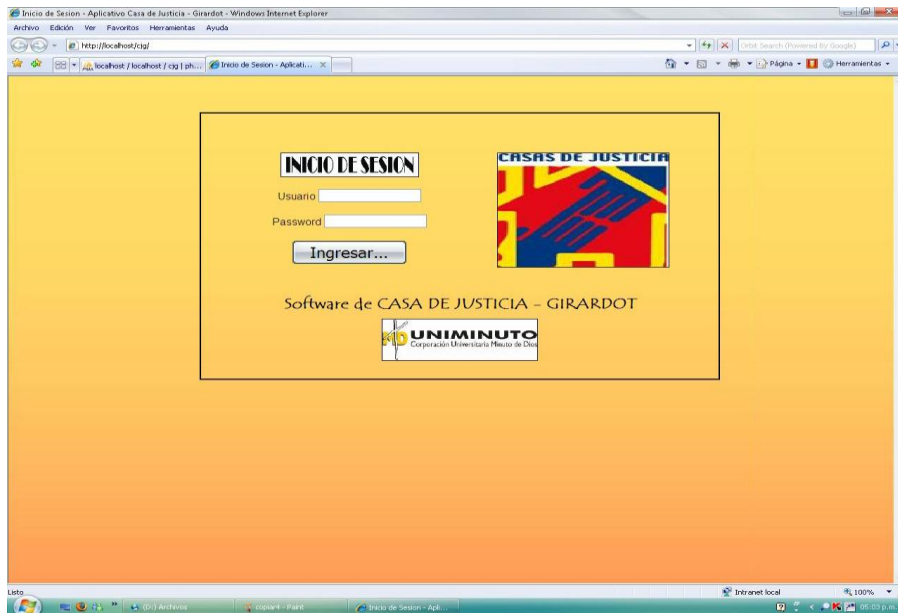 Inicio de Sesion - Aplicativo Casa de Justicia - Girardot - Windows Internet Explorer
Archivo Edición Ver Favoritos Herramientas Ayuda
http://localhost/cjg/
Orbit Search (Powered By Google)
localhost / localhost / cjg | ph...
Inicio de Sesion - Aplicati...
Página
Herramientas
INICIO DE SESION
CASAS DE JUSTICIA
Usuario
Password
Ingresar...
Software de CASA DE JUSTICIA - GIRARDOT
UNIMINUTO
Corporación Universitaria Minuto de Dios
Listo
Intranet local
100%
(D:) Archivos
copiar4 - Paint
Inicio de Sesion - Apli...
05:03 p.m.